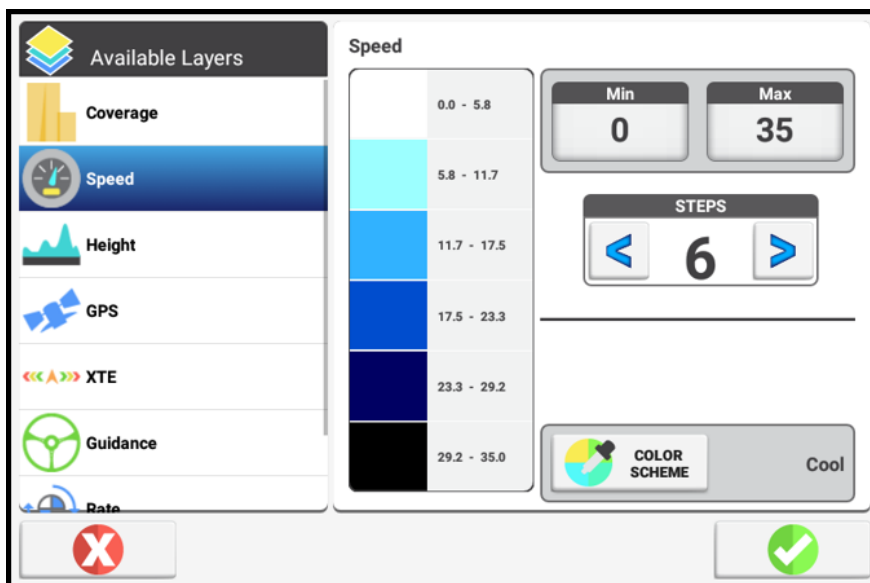 Available Layers
Coverage
Speed
Height
GPS
XTE
Guidance
Rate
Speed
0.0 - 5.8
5.8 - 11.7
11.7 - 17.5
17.5 - 23.3
23.3 - 29.2
29.2 - 35.0
Min
0
Max
35
STEPS
6
COLOR
SCHEME
Cool